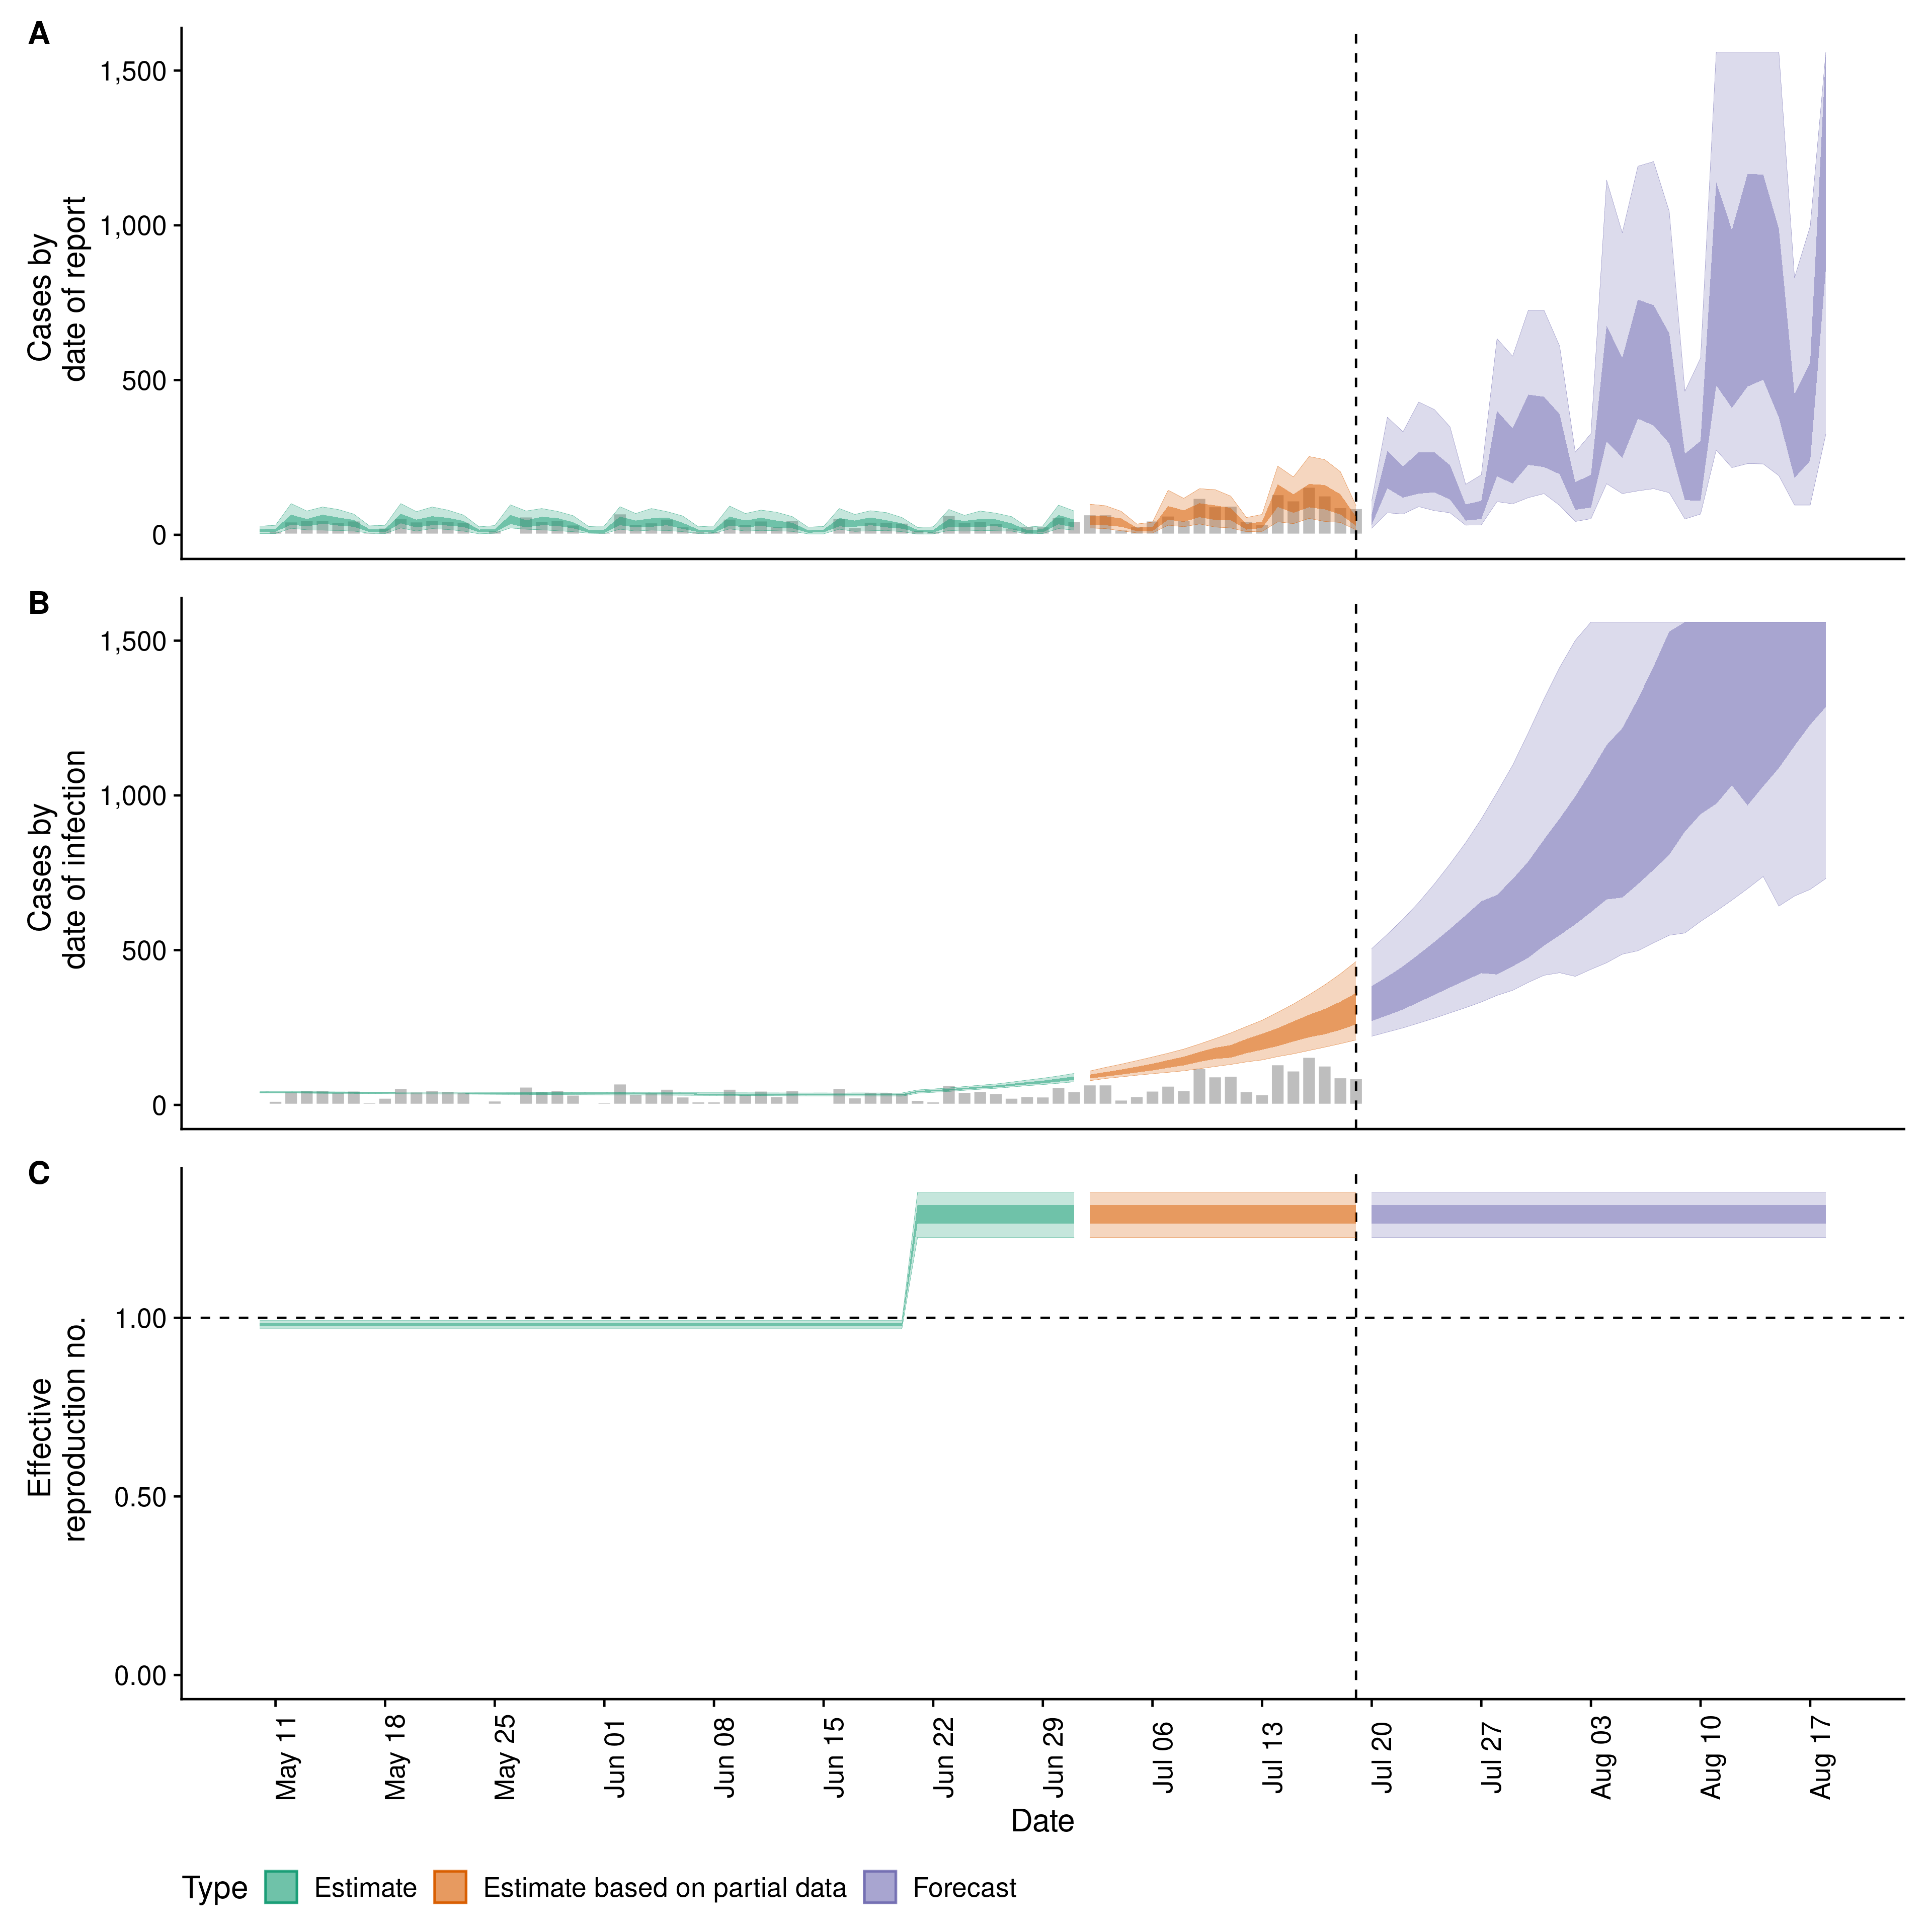 A
Cases by
date of report
1,500
1,000
500
0
B
Cases by
date of infection
1,500
1,000
500
0
C
Effective
reproduction no.
1.00
0.50
0.00
May 11
May 18
May 25
Jun 01
Jun 08
Jun 15
Jun 22
Jun 29
Jul 06
Jul 13
Jul 20
Jul 27
Aug 03
Aug 10
Aug 17
Date
Type Estimate Estimate based on partial data Forecast